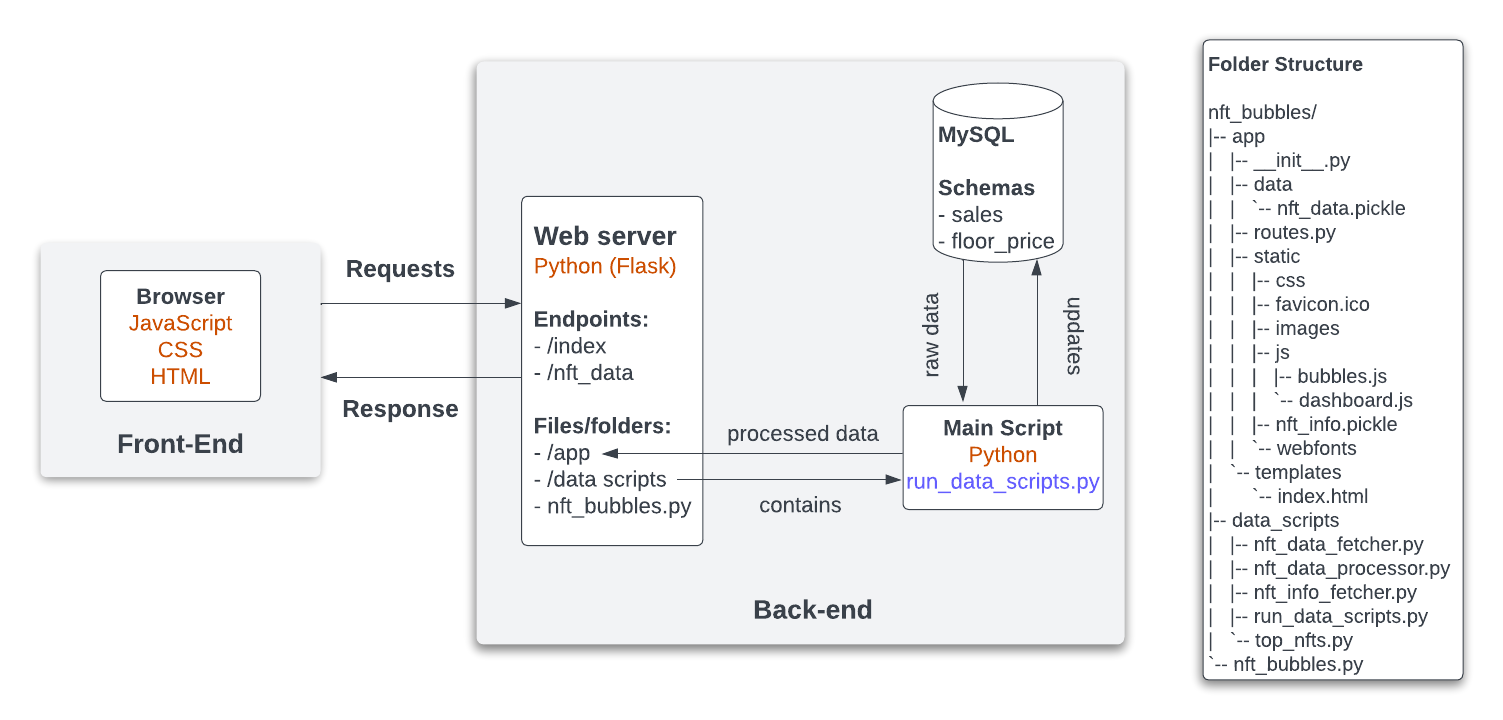 Browser
JavaScript
CSS
HTML
Front-End
Requests
Response
Web server
Python (Flask)
Endpoints:
- /index
- /nft_data
Files/folders:
- /app
- /data scripts
- nft_bubbles.py
MySQL
Schemas
- sales
- floor_price
raw data
updates
processed data
contains
Main Script
Python
run_data_scripts.py
Back-end
Folder Structure
nft_bubbles/
|-- app
|   |-- __init__.py
|   |-- data
|   |   `-- nft_data.pickle
|   |-- routes.py
|   |-- static
|   |   |-- css
|   |   |-- favicon.ico
|   |   |-- images
|   |   |-- js
|   |   |   |-- bubbles.js
|   |   |   `-- dashboard.js
|   |   |-- nft_info.pickle
|   |   `-- webfonts
|   `-- templates
|       `-- index.html
|-- data_scripts
|   |-- nft_data_fetcher.py
|   |-- nft_data_processor.py
|   |-- nft_info_fetcher.py
|   |-- run_data_scripts.py
|   `-- top_nfts.py
`-- nft_bubbles.py